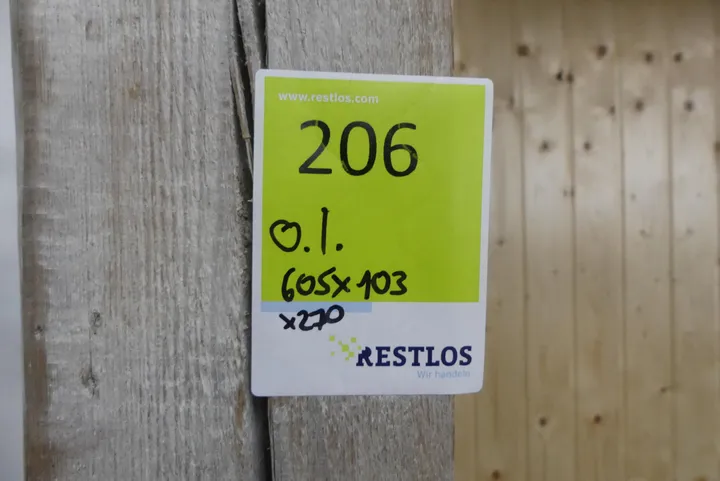 www.restlos.com
206
O.I.
605x103
x270
RESTLOS
Wir handeln